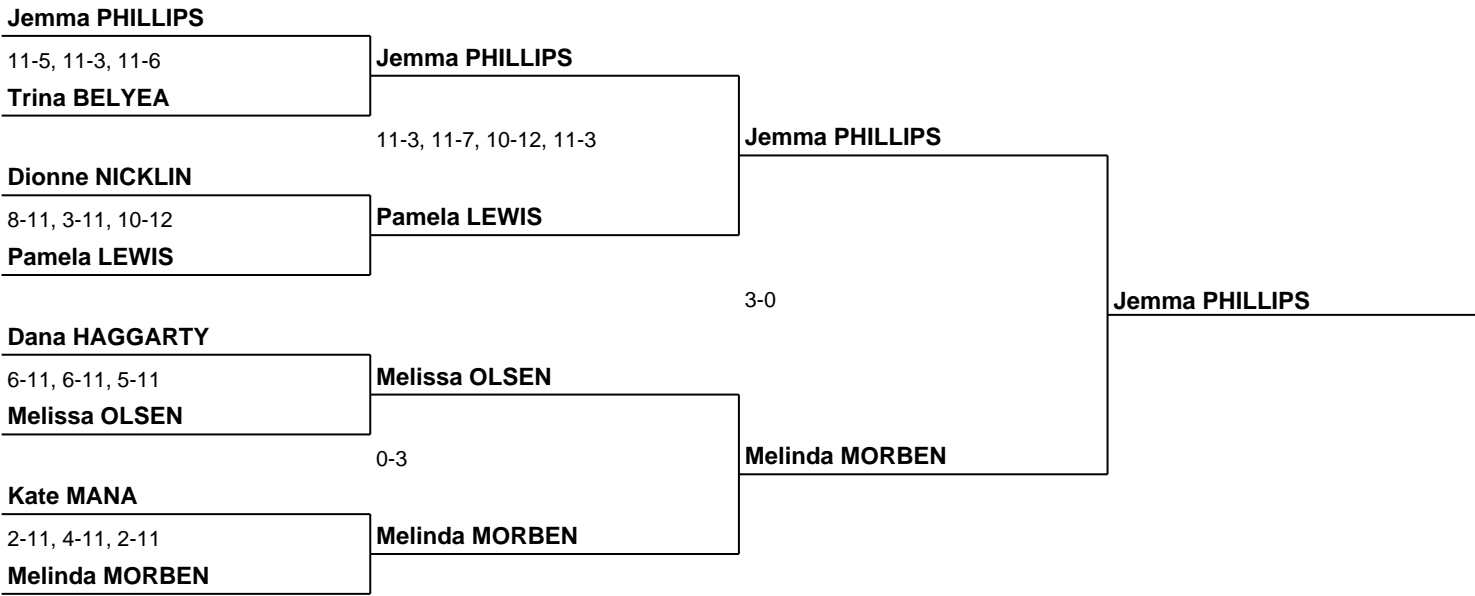 Jemma PHILLIPS
11-5, 11-3, 11-6
Trina BELYEA
Dionne NICKLIN
8-11, 3-11, 10-12
Pamela LEWIS
Dana HAGGARTY
6-11, 6-11, 5-11
Melissa OLSEN
Kate MANA
2-11, 4-11, 2-11
Melinda MORBEN
Jemma PHILLIPS
11-3, 11-7, 10-12, 11-3
Pamela LEWIS
Melissa OLSEN
0-3
Melinda MORBEN
Jemma PHILLIPS
3-0
Melinda MORBEN
Jemma PHILLIPS